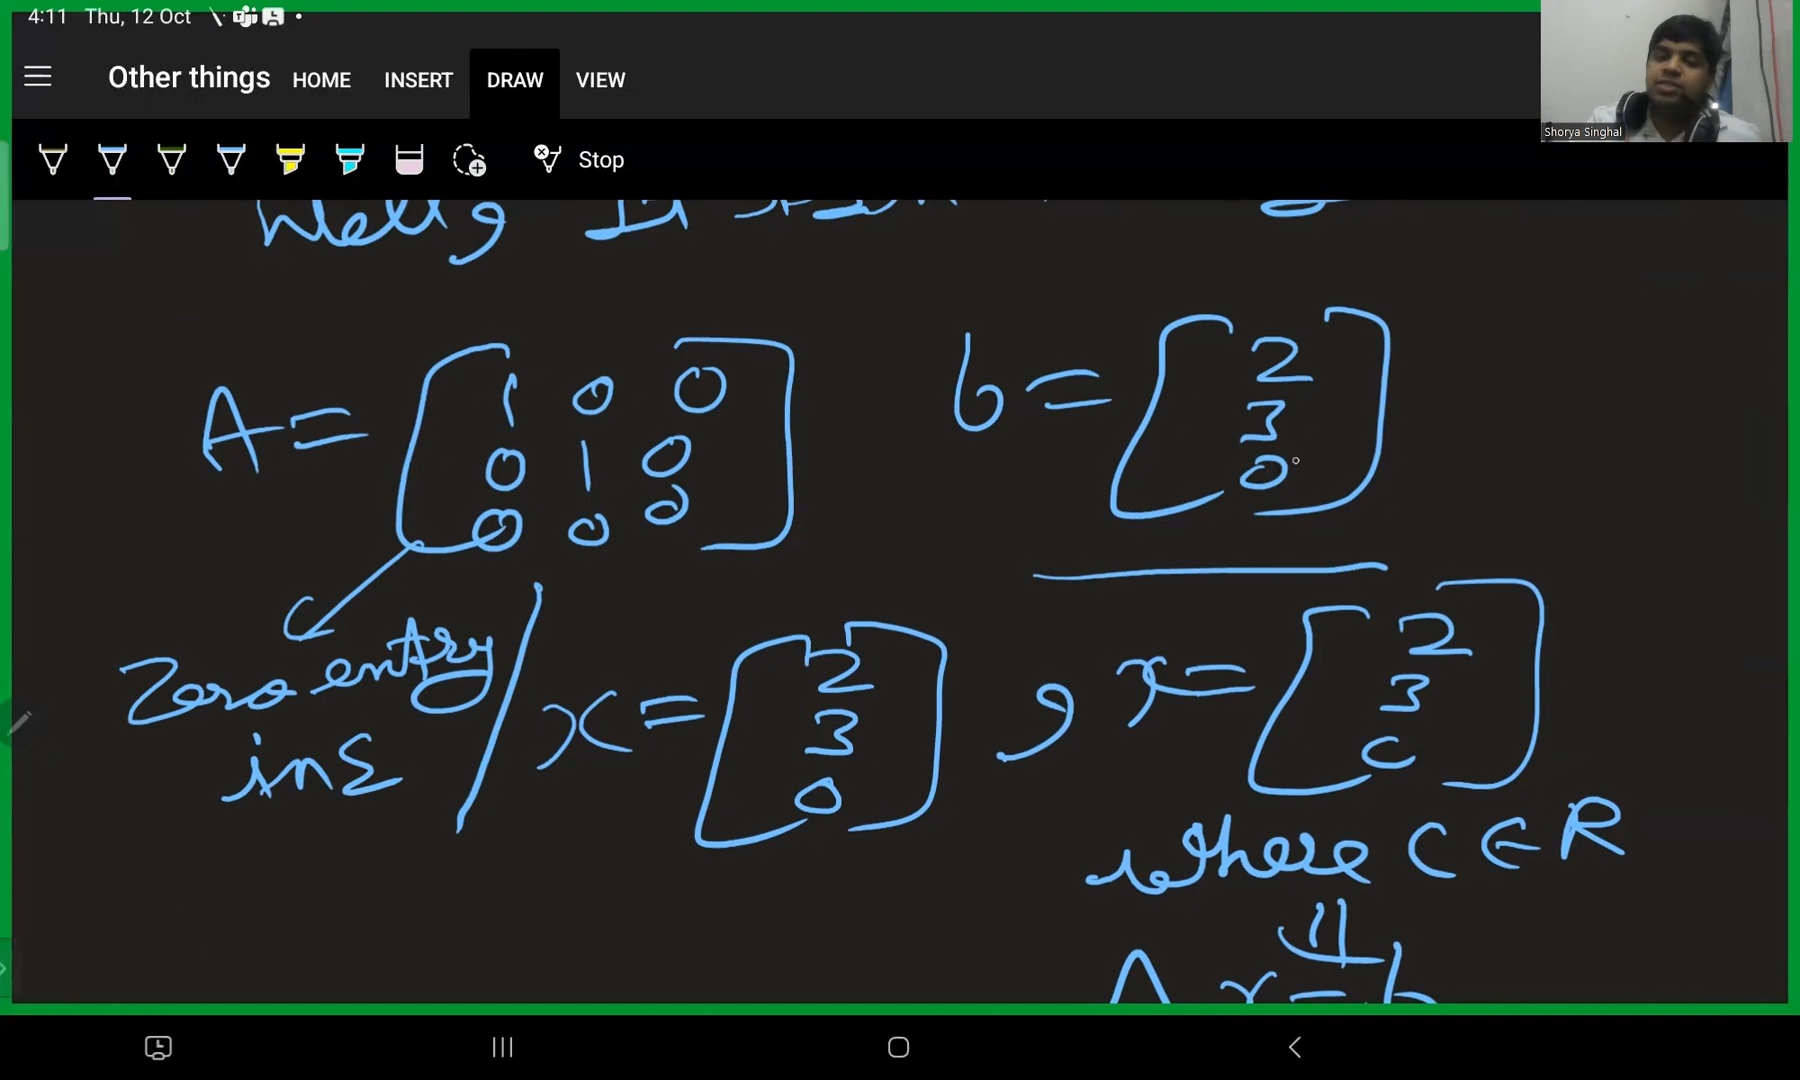 4:11 Thu, 12 Oct
Other things HOME INSERT DRAW VIEW
Shorya Singhal
Stop
A = [ 1 0 0
0 1 0
0 0 0 ]
b = [ 2
3
0 ]
Zero entry
in Σ
x = [ 2
3
0 ] , x = [ 2
3
c ]
where C ∈ R
A x = b